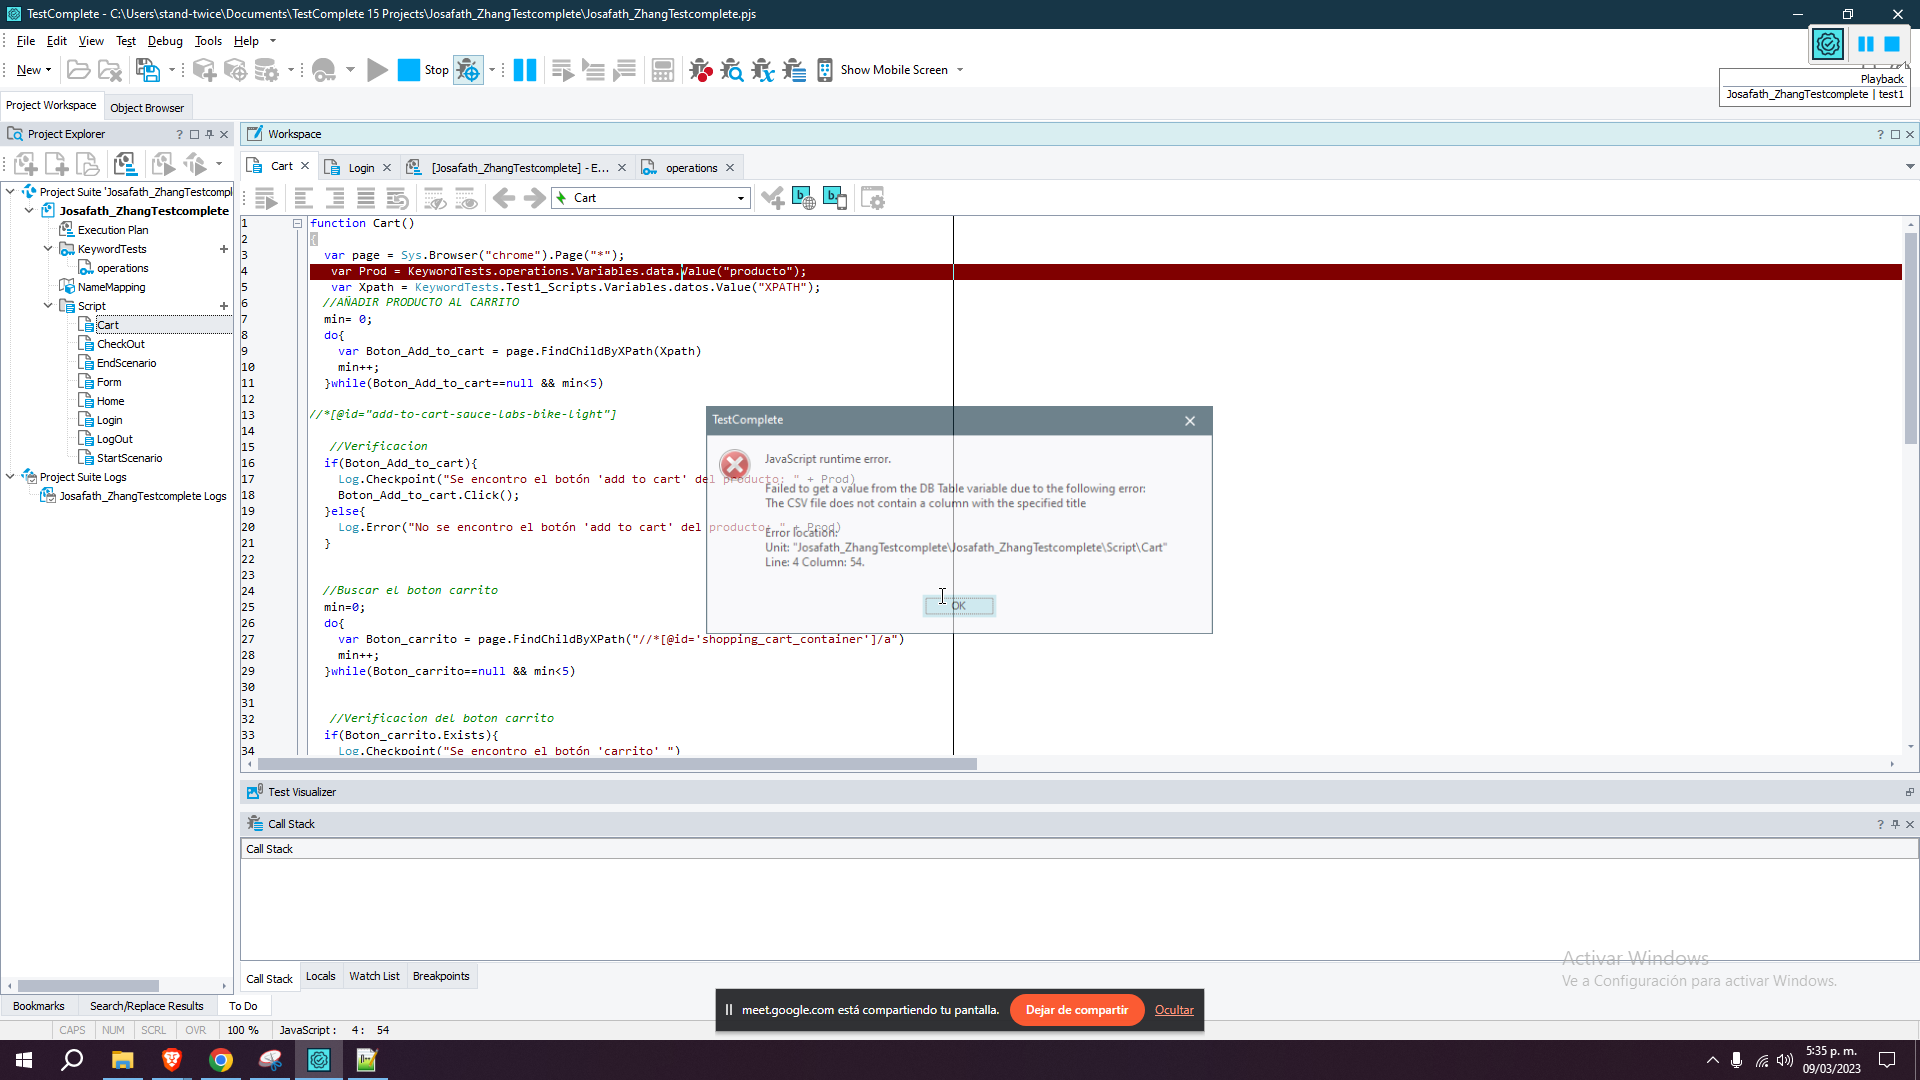 TestComplete - C:\Users\stand-twice\Documents\TestComplete 15 Projects\Josafath_ZhangTestcomplete\Josafath_ZhangTestcomplete.pjs
File Edit View Test Debug Tools Help
New Stop Show Mobile Screen
Playback
Josafath_ZhangTestcomplete | test1
Project Workspace Object Browser
Project Explorer
Workspace
Cart Login [Josafath_ZhangTestcomplete] - E... operations
Cart
Project Suite 'Josafath_ZhangTestcompl
Josafath_ZhangTestcomplete
Execution Plan
KeywordTests
operations
NameMapping
Script
Cart
CheckOut
EndScenario
Form
Home
Login
LogOut
StartScenario
Project Suite Logs
Josafath_ZhangTestcomplete Logs
1 function Cart()
2 {
3 var page = Sys.Browser("chrome").Page("*");
4 var Prod = KeywordTests.operations.Variables.data.Value("producto");
5 var Xpath = KeywordTests.Test1_Scripts.Variables.datos.Value("XPATH");
6 //AÑADIR PRODUCTO AL CARRITO
7 min= 0;
8 do{
9 var Boton_Add_to_cart = page.FindChildByXPath(Xpath)
10 min++;
11 }while(Boton_Add_to_cart==null && min<5)
12
13 //*[@id="add-to-cart-sauce-labs-bike-light"]
14
15 //Verificacion
16 if(Boton_Add_to_cart){
17 Log.Checkpoint("Se encontro el botón 'add to cart' del producto: " + Prod)
18 Boton_Add_to_cart.Click();
19 }else{
20 Log.Error("No se encontro el botón 'add to cart' del producto: " + Prod)
21 }
22
23
24 //Buscar el boton carrito
25 min=0;
26 do{
27 var Boton_carrito = page.FindChildByXPath("//*[@id='shopping_cart_container']/a")
28 min++;
29 }while(Boton_carrito==null && min<5)
30
31
32 //Verificacion del boton carrito
33 if(Boton_carrito.Exists){
34 Log.Checkpoint("Se encontro el botón 'carrito' ")
TestComplete
JavaScript runtime error.
Failed to get a value from the DB Table variable due to the following error:
The CSV file does not contain a column with the specified title
Error location:
Unit: "Josafath_ZhangTestcomplete\Josafath_ZhangTestcomplete\Script\Cart"
Line: 4 Column: 54.
OK
Test Visualizer
Call Stack
Call Stack
Call Stack Locals Watch List Breakpoints
Activar Windows
Ve a Configuración para activar Windows.
Bookmarks Search/Replace Results To Do
CAPS NUM SCRL OVR 100 % JavaScript : 4: 54
meet.google.com está compartiendo tu pantalla. Dejar de compartir Ocultar
5:35 p. m.
09/03/2023